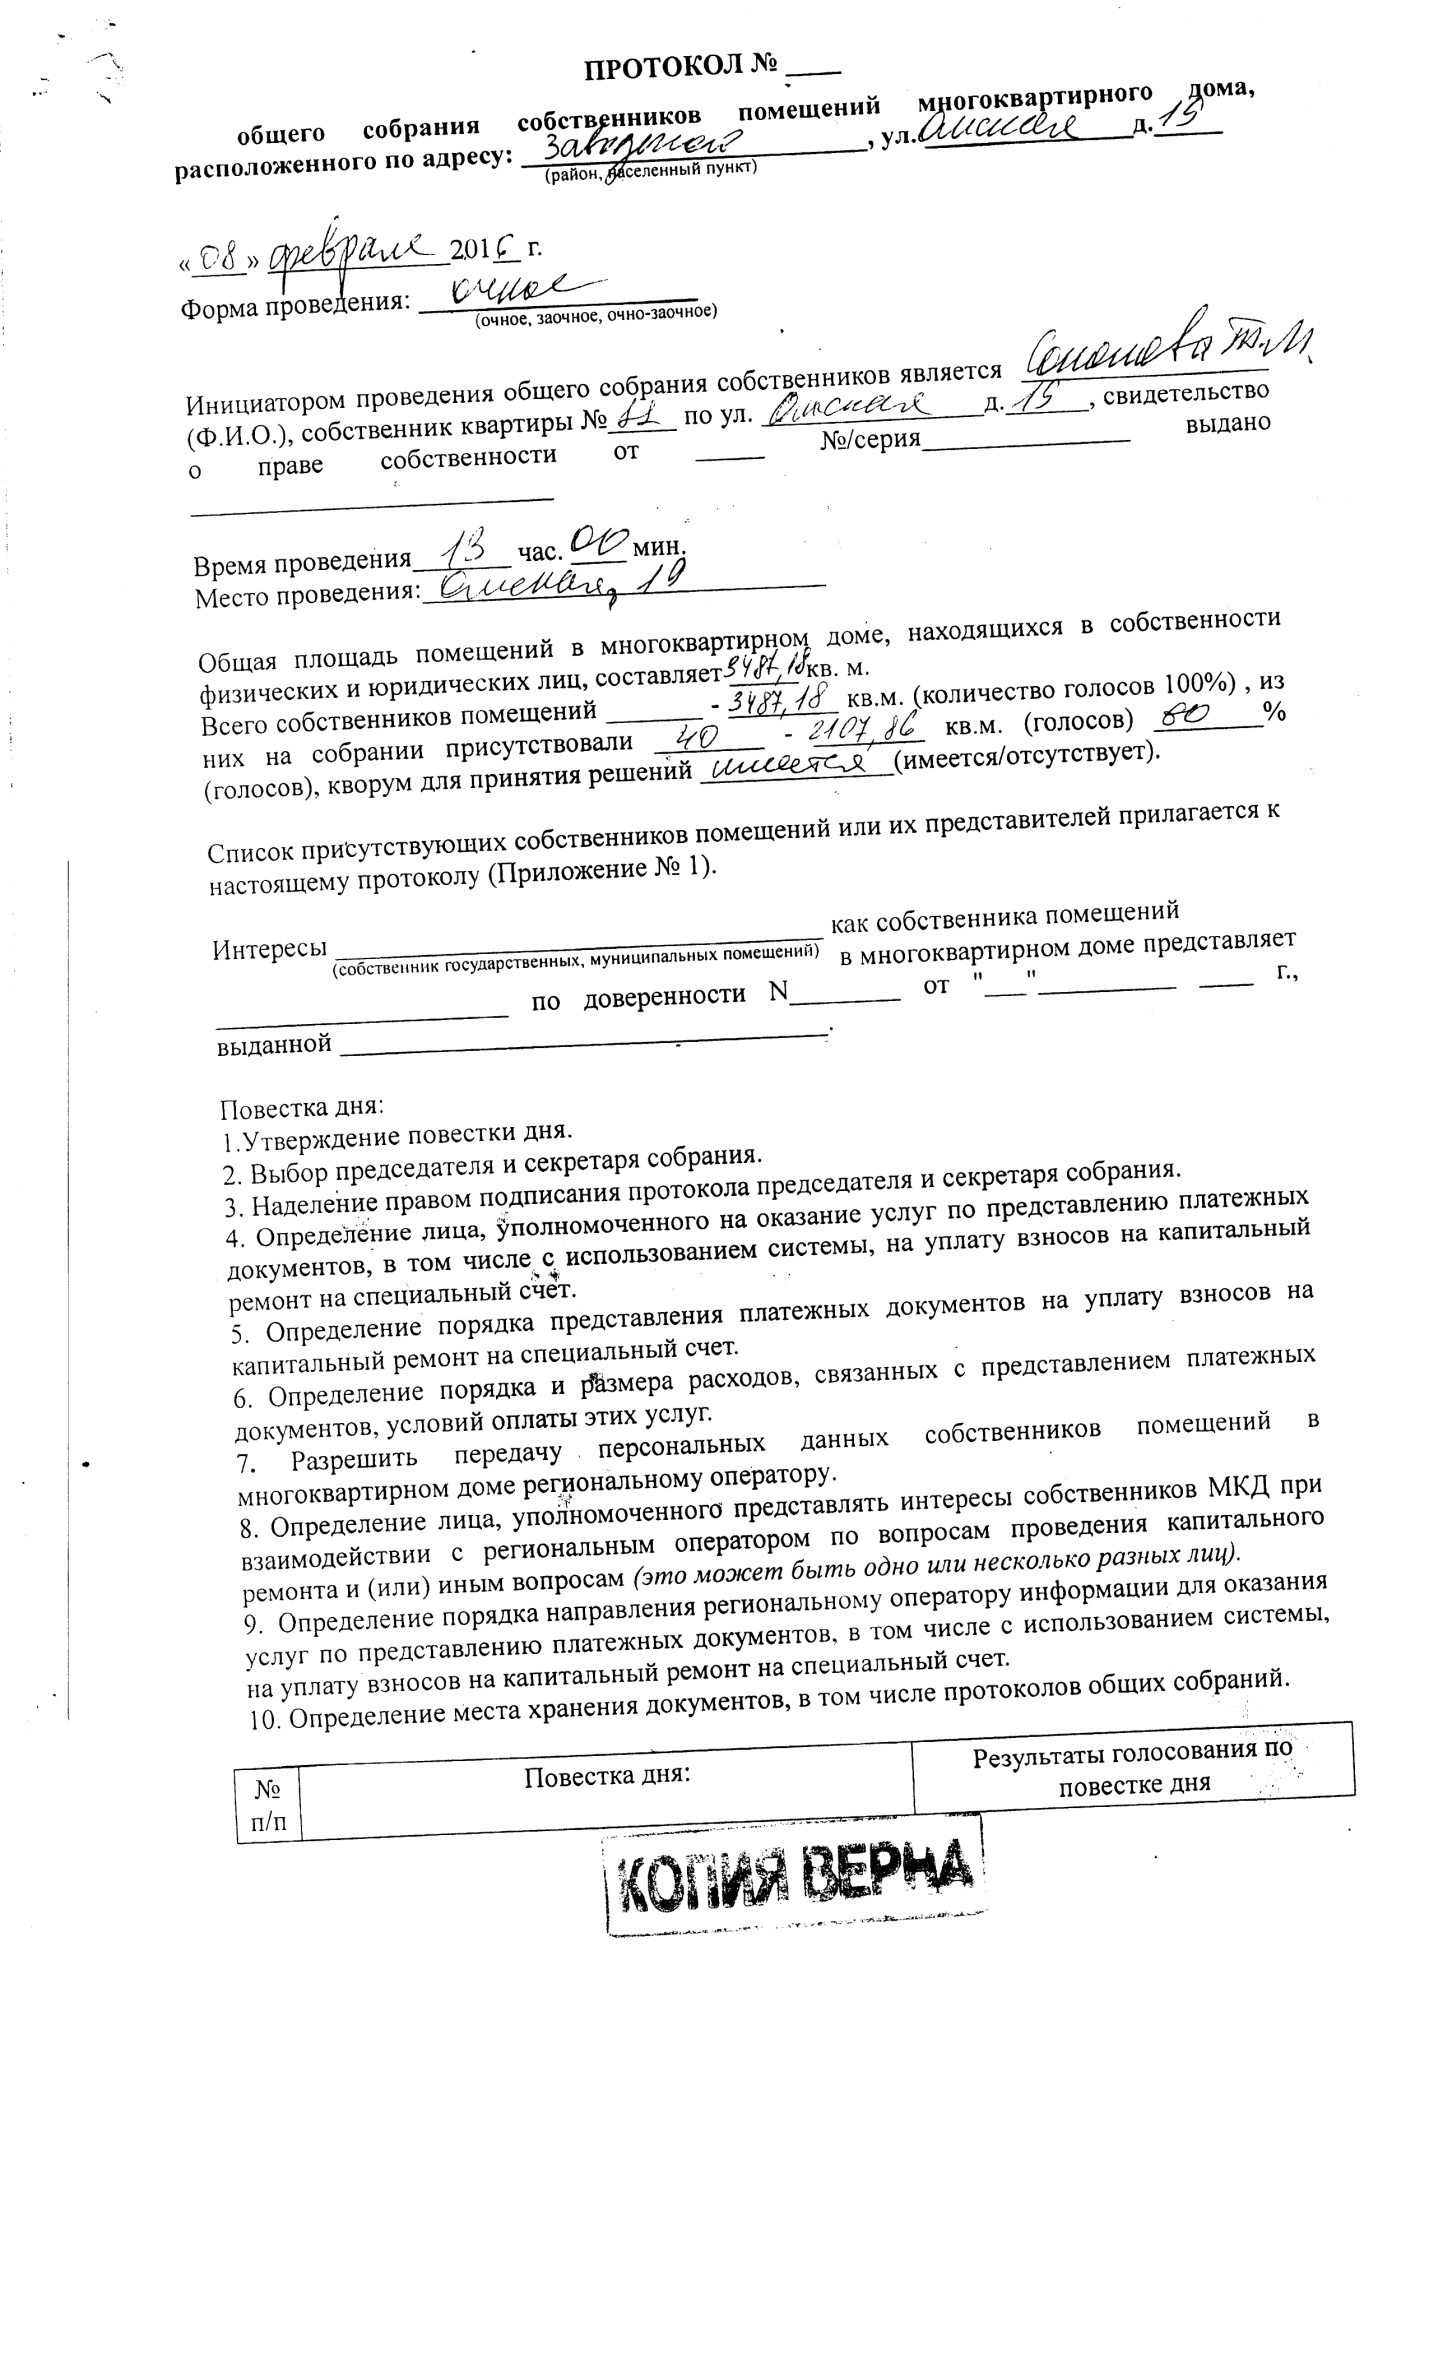 ПРОТОКОЛ № ____
общего собрания собственников помещений многоквартирного дома,
расположенного по адресу: Заводской, ул. Омская д. 15
(район, населенный пункт)
«08» февраля 2016 г.
Форма проведения: очное
(очное, заочное, очно-заочное)
Инициатором проведения общего собрания собственников является Т.И.
(Ф.И.О.), собственник квартиры № 11 по ул. Омская д. 15, свидетельство
о праве собственности от _____ №/серия_______________ выдано
__________________________
Время проведения 13 час. 00 мин.
Место проведения: Омская, 19
Общая площадь помещений в многоквартирном доме, находящихся в собственности
физических и юридических лиц, составляет 3487,18 кв. м.
Всего собственников помещений _______ - 3487,18 кв.м. (количество голосов 100%) , из
них на собрании присутствовали 40 - 2107,86 кв.м. (голосов) 60 %
(голосов), кворум для принятия решений имеется (имеется/отсутствует).
Список присутствующих собственников помещений или их представителей прилагается к
настоящему протоколу (Приложение № 1).
Интересы ___________________________________ как собственника помещений
(собственник государственных, муниципальных помещений) в многоквартирном доме представляет
_____________________ по доверенности N________ от "___"__________ ____ г.,
выданной ___________________________________.
Повестка дня:
1.Утверждение повестки дня.
2. Выбор председателя и секретаря собрания.
3. Наделение правом подписания протокола председателя и секретаря собрания.
4. Определение лица, уполномоченного на оказание услуг по представлению платежных
документов, в том числе с использованием системы, на уплату взносов на капитальный
ремонт на специальный счет.
5. Определение порядка представления платежных документов на уплату взносов на
капитальный ремонт на специальный счет.
6. Определение порядка и размера расходов, связанных с представлением платежных
документов, условий оплаты этих услуг.
7. Разрешить передачу персональных данных собственников помещений в
многоквартирном доме региональному оператору.
8. Определение лица, уполномоченного представлять интересы собственников МКД при
взаимодействии с региональным оператором по вопросам проведения капитального
ремонта и (или) иным вопросам (это может быть одно или несколько разных лиц).
9. Определение порядка направления региональному оператору информации для оказания
услуг по представлению платежных документов, в том числе с использованием системы,
на уплату взносов на капитальный ремонт на специальный счет.
10. Определение места хранения документов, в том числе протоколов общих собраний.
№ п/п
Повестка дня:
Результаты голосования по
повестке дня
КОПИЯ ВЕРНА